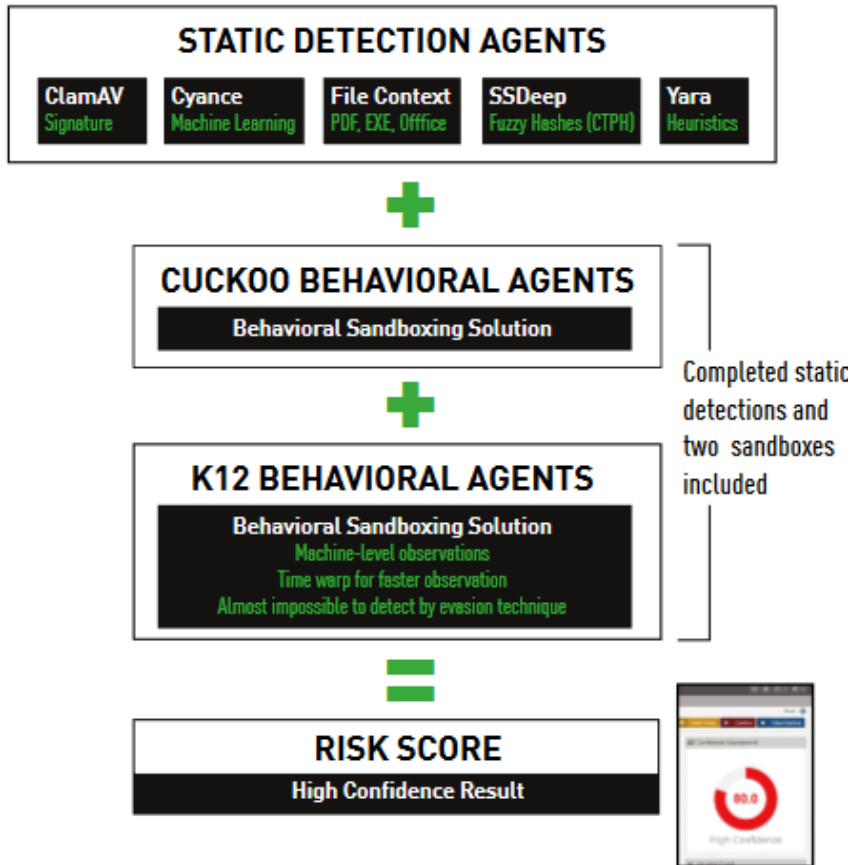 STATIC DETECTION AGENTS
ClamAV
Signature
Cyance
Machine Learning
File Context
PDF, EXE, Offfice
SSDeep
Fuzzy Hashes (CTPH)
Yara
Heuristics
CUCKOO BEHAVIORAL AGENTS
Behavioral Sandboxing Solution
Completed static
detections and
two sandboxes
included
K12 BEHAVIORAL AGENTS
Behavioral Sandboxing Solution
Machine-level observations
Time warp for faster observation
Almost impossible to detect by evasion technique
RISK SCORE
High Confidence Result
80.0
High Confidence